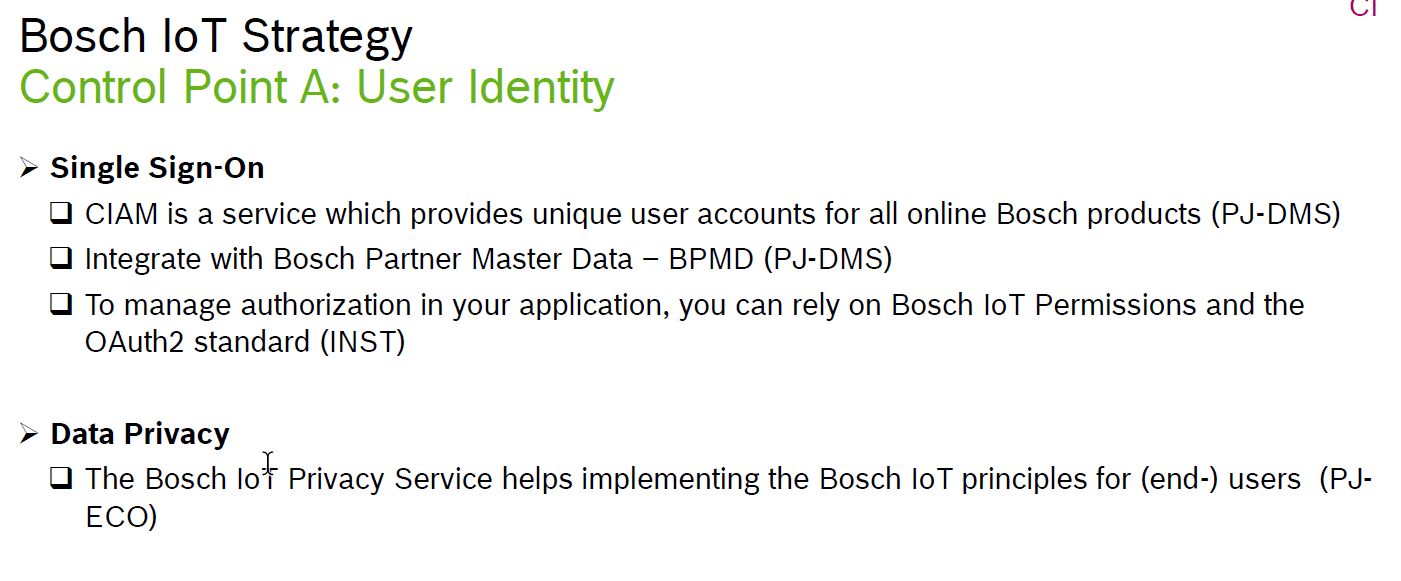 CI
Bosch IoT Strategy
Control Point A: User Identity
Single Sign-On
CIAM is a service which provides unique user accounts for all online Bosch products (PJ-DMS)
Integrate with Bosch Partner Master Data – BPMD (PJ-DMS)
To manage authorization in your application, you can rely on Bosch IoT Permissions and the
OAuth2 standard (INST)
Data Privacy
The Bosch IoT Privacy Service helps implementing the Bosch IoT principles for (end-) users (PJ-
ECO)